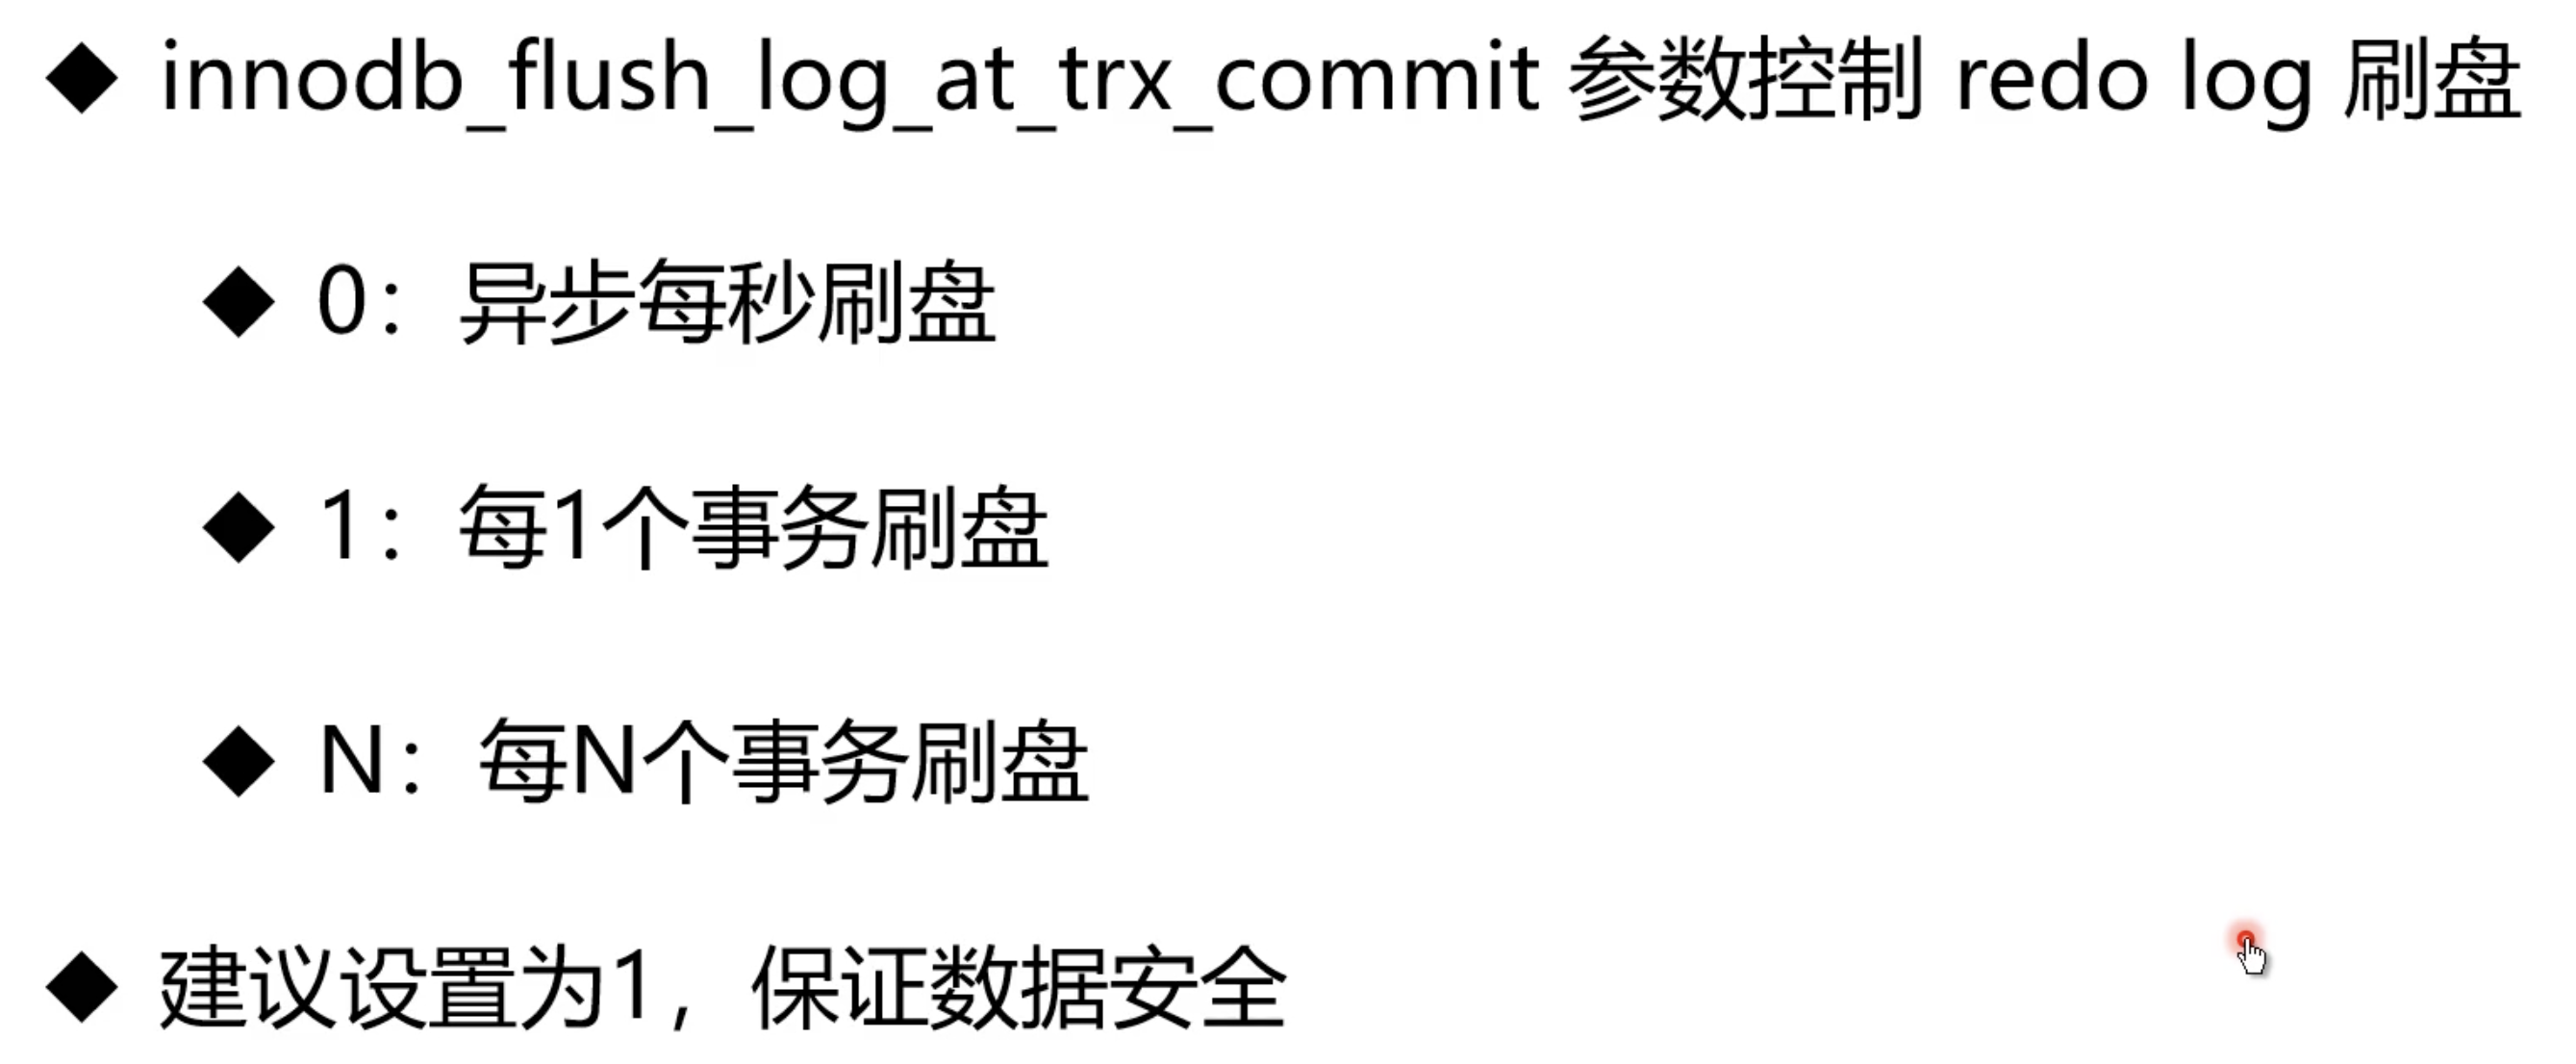 ◆ innodb_flush_log_at_trx_commit 参数控制 redo log 刷盘
◆ 0：异步每秒刷盘
◆ 1：每1个事务刷盘
◆ N：每N个事务刷盘
◆ 建议设置为1，保证数据安全